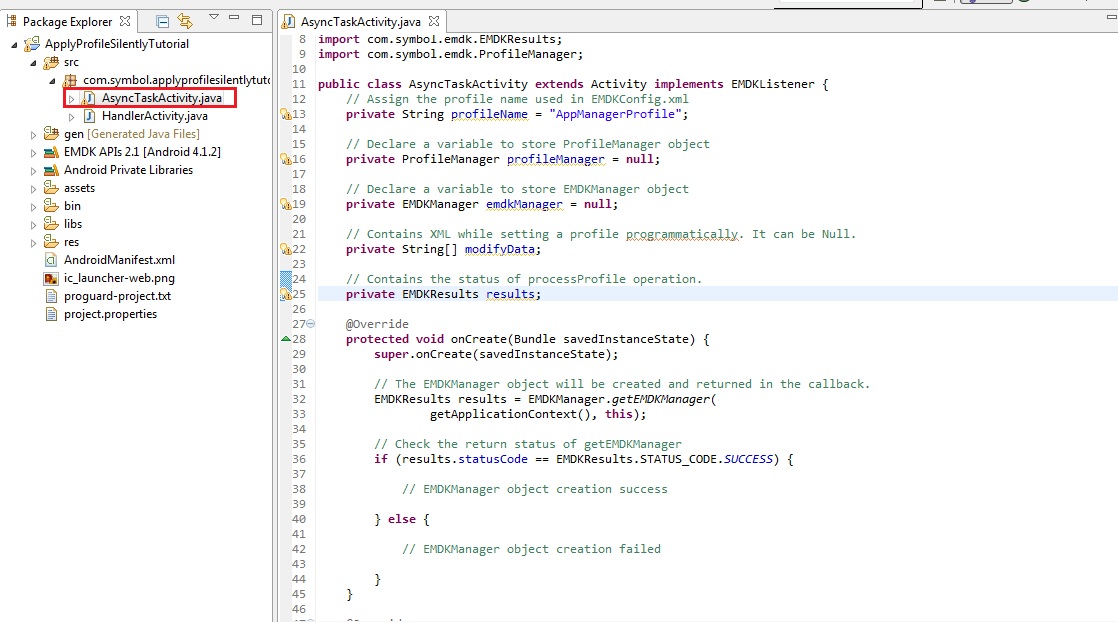 Package Explorer
ApplyProfileSilentlyTutorial
src
com.symbol.applyprofilesilentlytuto
AsyncTaskActivity.java
HandlerActivity.java
gen [Generated Java Files]
EMDK APIs 2.1 [Android 4.1.2]
Android Private Libraries
assets
bin
libs
res
AndroidManifest.xml
ic_launcher-web.png
proguard-project.txt
project.properties
AsyncTaskActivity.java
8 import com.symbol.emdk.EMDKResults;
9 import com.symbol.emdk.ProfileManager;
10
11 public class AsyncTaskActivity extends Activity implements EMDKListener {
12     // Assign the profile name used in EMDKConfig.xml
13     private String profileName = "AppManagerProfile";
14
15     // Declare a variable to store ProfileManager object
16     private ProfileManager profileManager = null;
17
18     // Declare a variable to store EMDKManager object
19     private EMDKManager emdkManager = null;
20
21     // Contains XML while setting a profile programmatically. It can be Null.
22     private String[] modifyData;
23
24     // Contains the status of processProfile operation.
25     private EMDKResults results;
26
27     @Override
28     protected void onCreate(Bundle savedInstanceState) {
29         super.onCreate(savedInstanceState);
30
31         // The EMDKManager object will be created and returned in the callback.
32         EMDKResults results = EMDKManager.getEMDKManager(
33                 getApplicationContext(), this);
34
35         // Check the return status of getEMDKManager
36         if (results.statusCode == EMDKResults.STATUS_CODE.SUCCESS) {
37
38             // EMDKManager object creation success
39
40         } else {
41
42             // EMDKManager object creation failed
43
44         }
45     }
46